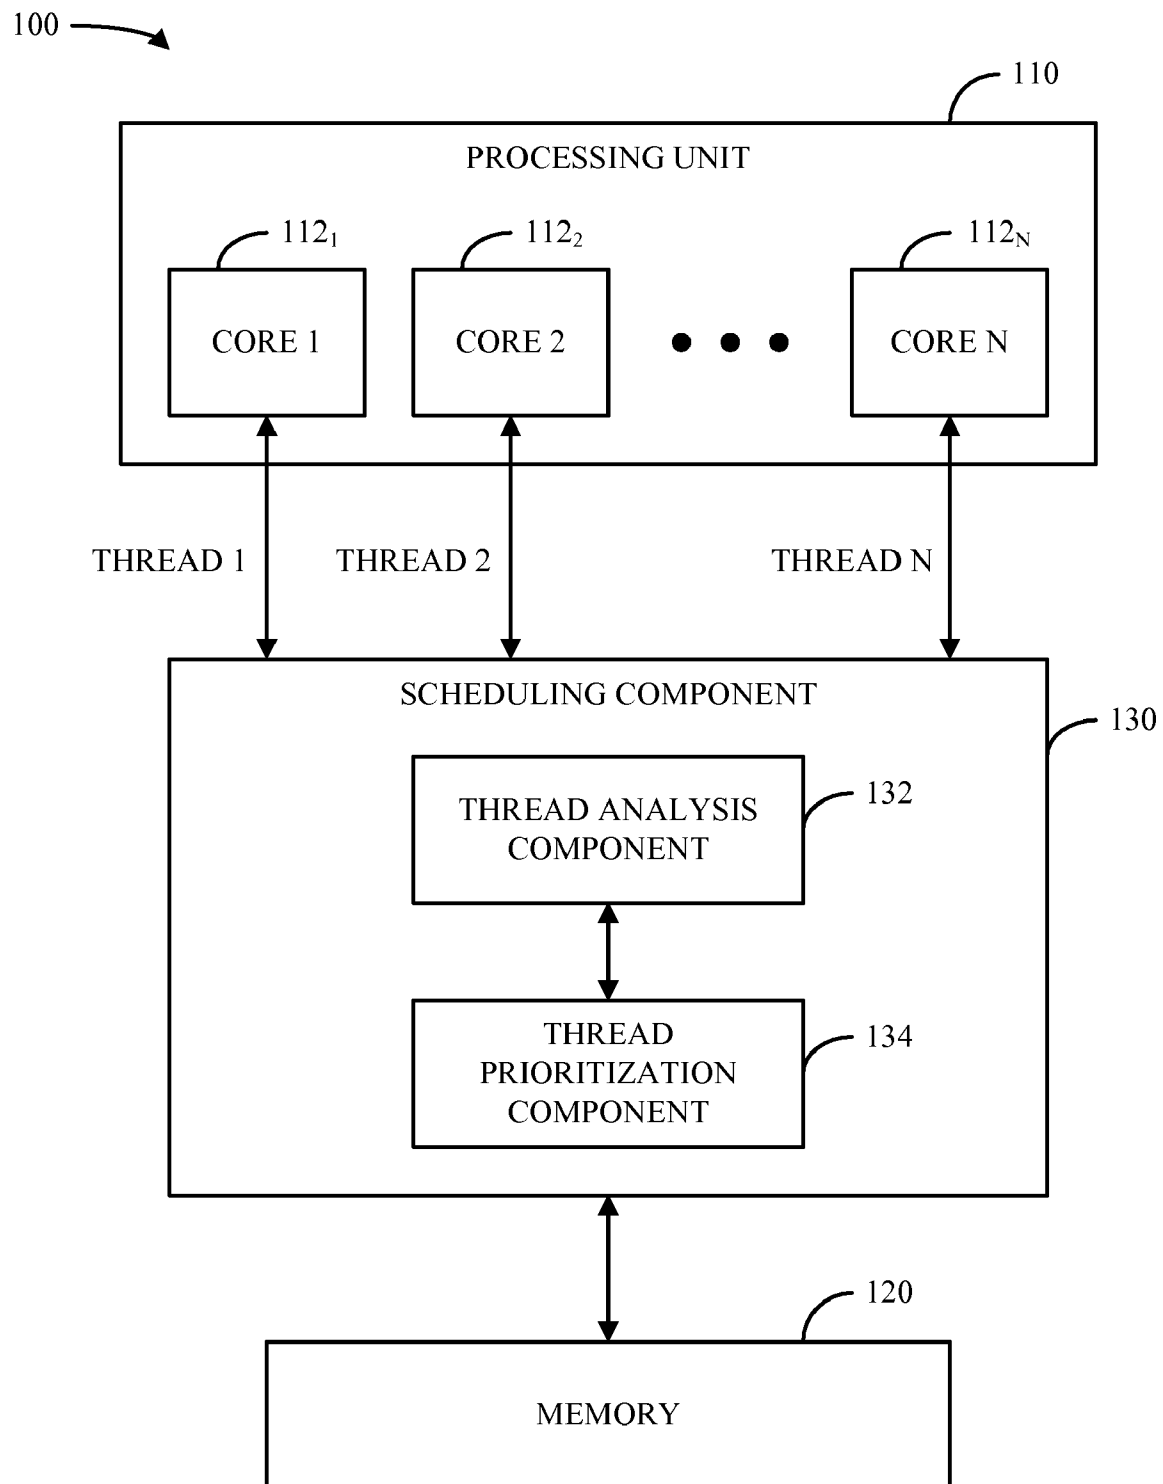 100
110
PROCESSING UNIT
112₁
112₂
112N
CORE 1
CORE 2
CORE N
THREAD 1
THREAD 2
THREAD N
SCHEDULING COMPONENT
130
THREAD ANALYSIS
COMPONENT
132
THREAD
PRIORITIZATION
COMPONENT
134
120
MEMORY